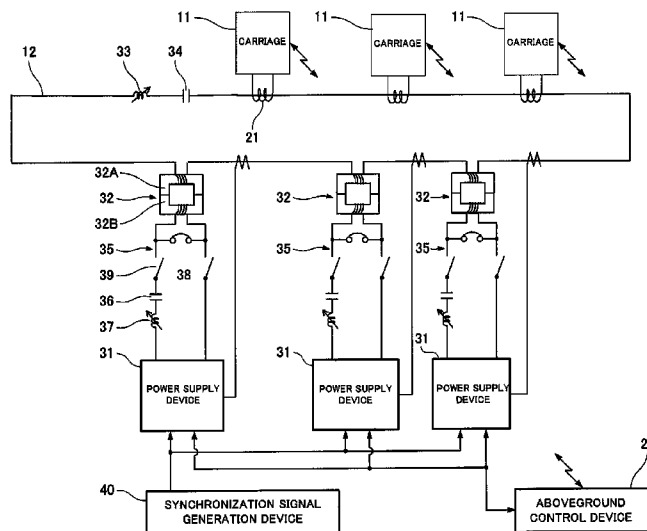 11 11 11
CARRIAGE CARRIAGE CARRIAGE
33 34
12
21
32A
32 32 32
32B
35 35 35
39 38
36
37
31 31 31
POWER SUPPLY DEVICE POWER SUPPLY DEVICE POWER SUPPLY DEVICE
40
SYNCHRONIZATION SIGNAL GENERATION DEVICE
ABOVEGROUND CONTROL DEVICE